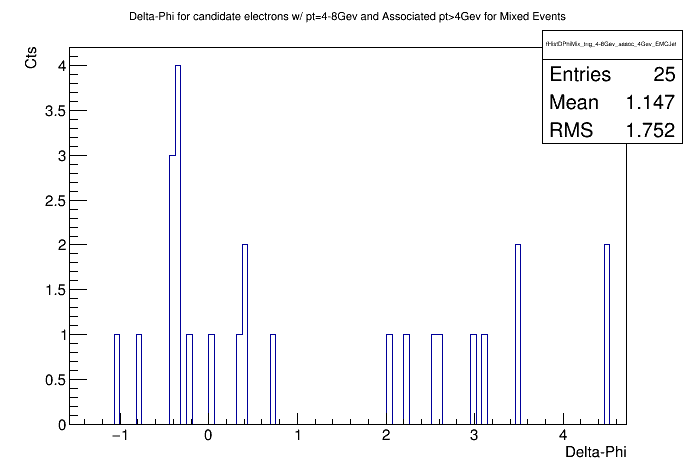 Delta-Phi for candidate electrons w/ pt=4-8Gev and Associated pt>4Gev for Mixed Events
Cts
fHistDPhiMix_trig_4-8Gev_assoc_4Gev_EMCJet
Entries 25
Mean 1.147
RMS 1.752
4
3.5
3
2.5
2
1.5
1
0.5
0
−1 0 1 2 3 4
Delta-Phi